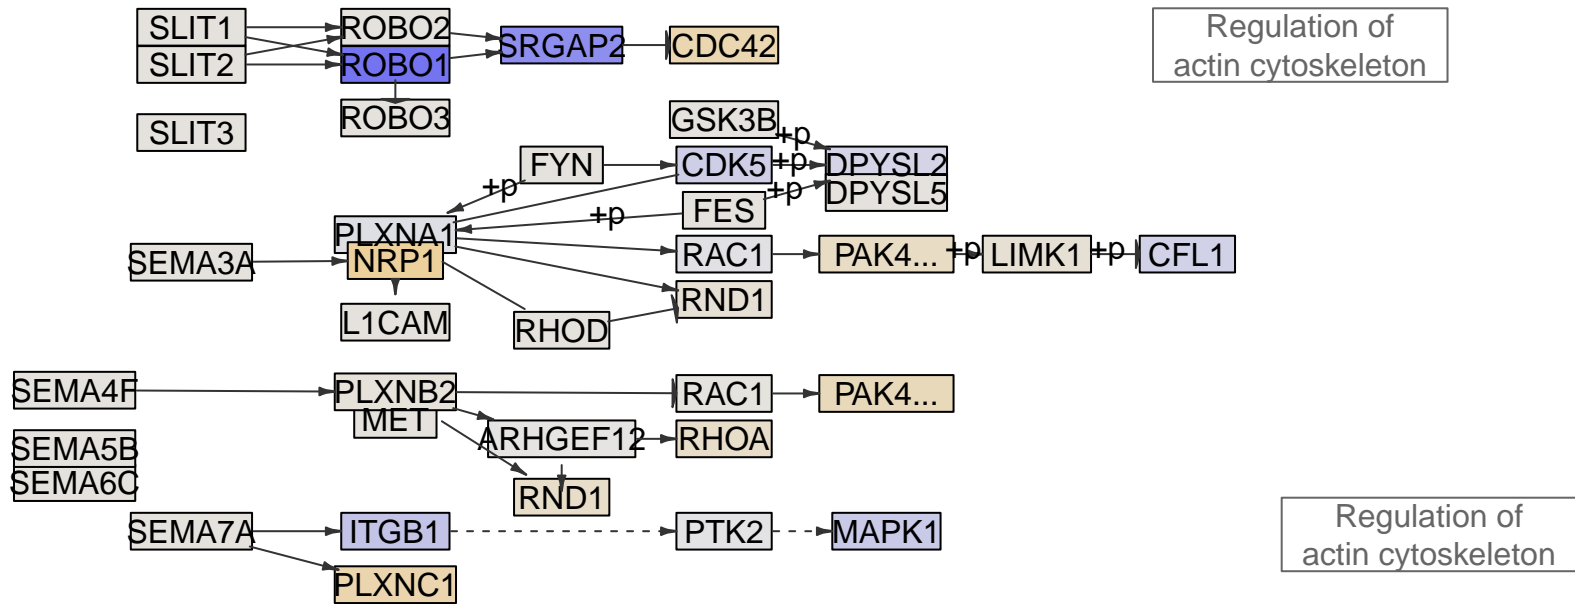 SLIT1
ROBO2
SRGAP2
CDC42
Regulation of
actin cytoskeleton
SLIT2
ROBO1
SLIT3
ROBO3
GSK3B
+p
FYN
CDK5
+p
DPYSL2
+p
FES
+p
DPYSL5
+p
PLXNA1
SEMA3A
NRP1
RAC1
PAK4...
+p
LIMK1
+p
CFL1
RND1
L1CAM
RHOD
SEMA4F
PLXNB2
RAC1
PAK4...
MET
ARHGEF12
RHOA
SEMA5B
SEMA6C
RND1
SEMA7A
ITGB1
PTK2
MAPK1
Regulation of
actin cytoskeleton
PLXNC1